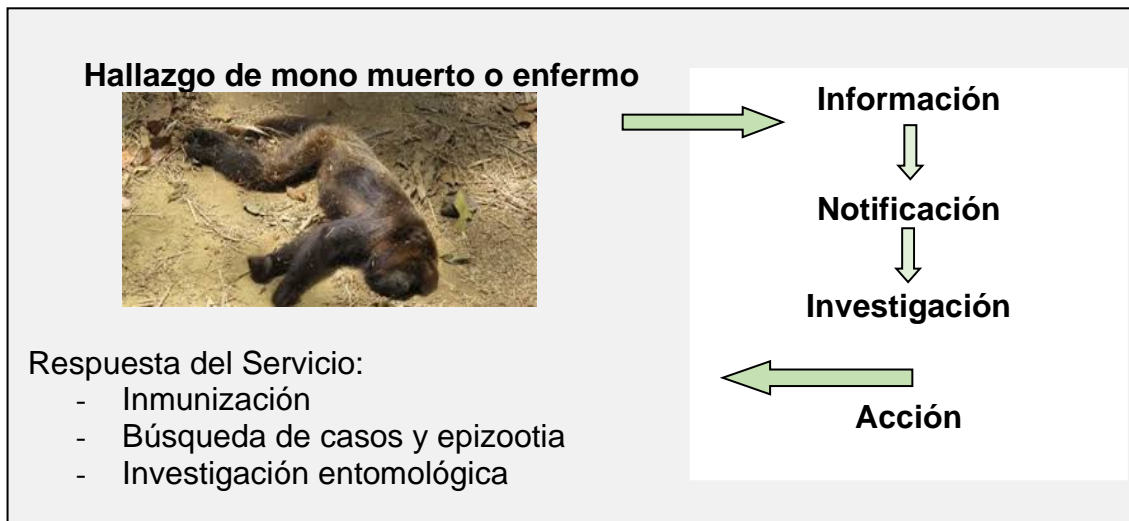 Hallazgo de mono muerto o enfermo
Información
Notificación
Investigación
Acción
Respuesta del Servicio:
- Inmunización
- Búsqueda de casos y epizootia
- Investigación entomológica